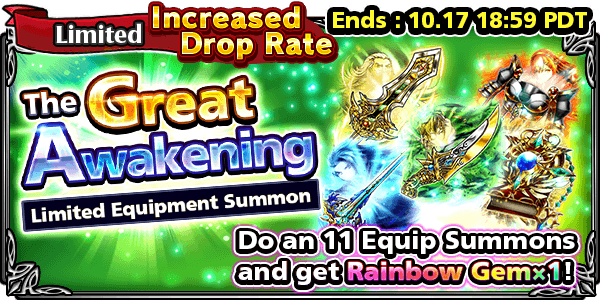 Limited
Increased
Drop Rate
Ends : 10.17 18:59 PDT
The Great
Awakening
Limited Equipment Summon
Do an 11 Equip Summons
and get Rainbow Gem×1!